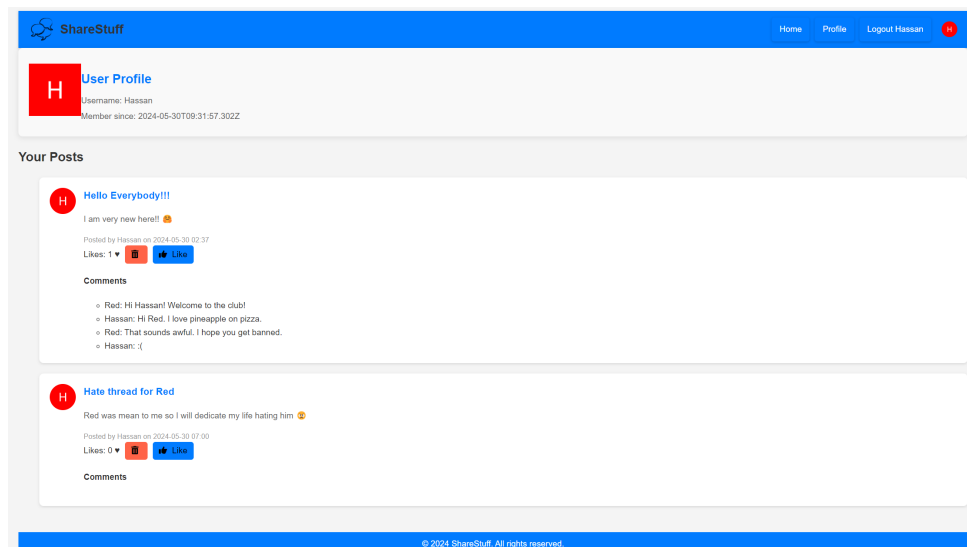 ShareStuff
Home Profile Logout Hassan H
H
User Profile
Username: Hassan
Member since: 2024-05-30T09:31:57.302Z
Your Posts
H
Hello Everybody!!!
I am very new here!! 🤗
Posted by Hassan on 2024-05-30 02:37
Likes: 1 ♥ Like
Comments
Red: Hi Hassan! Welcome to the club!
Hassan: Hi Red. I love pineapple on pizza.
Red: That sounds awful. I hope you get banned.
Hassan: :(
H
Hate thread for Red
Red was mean to me so I will dedicate my life hating him
Posted by Hassan on 2024-05-30 07:00
Likes: 0 ♥ Like
Comments
© 2024 ShareStuff. All rights reserved.